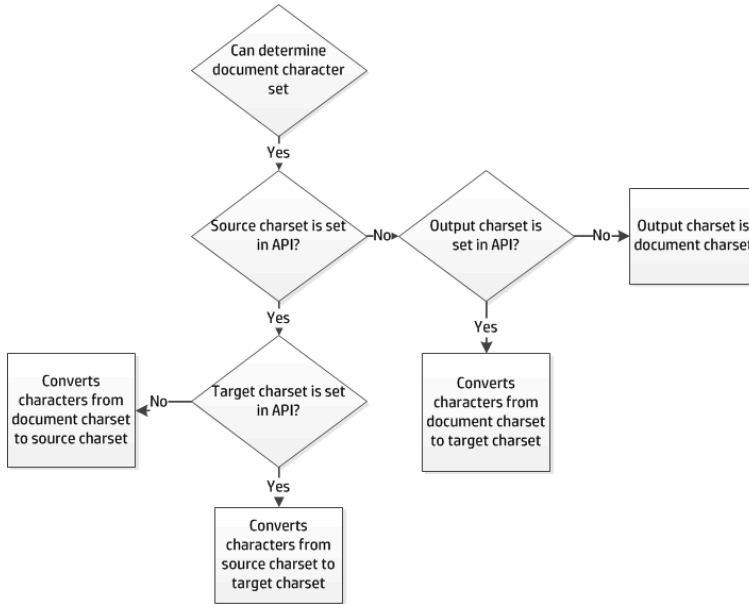 Can determine
document character
set
Yes
Source charset is set
in API?
No
Output charset is
set in API?
No
Output charset is
document charset
Yes
Yes
Converts
characters from
document charset
to source charset
No
Target charset is set
in API?
Converts
characters from
document charset
to target charset
Yes
Converts
characters from
source charset to
target charset